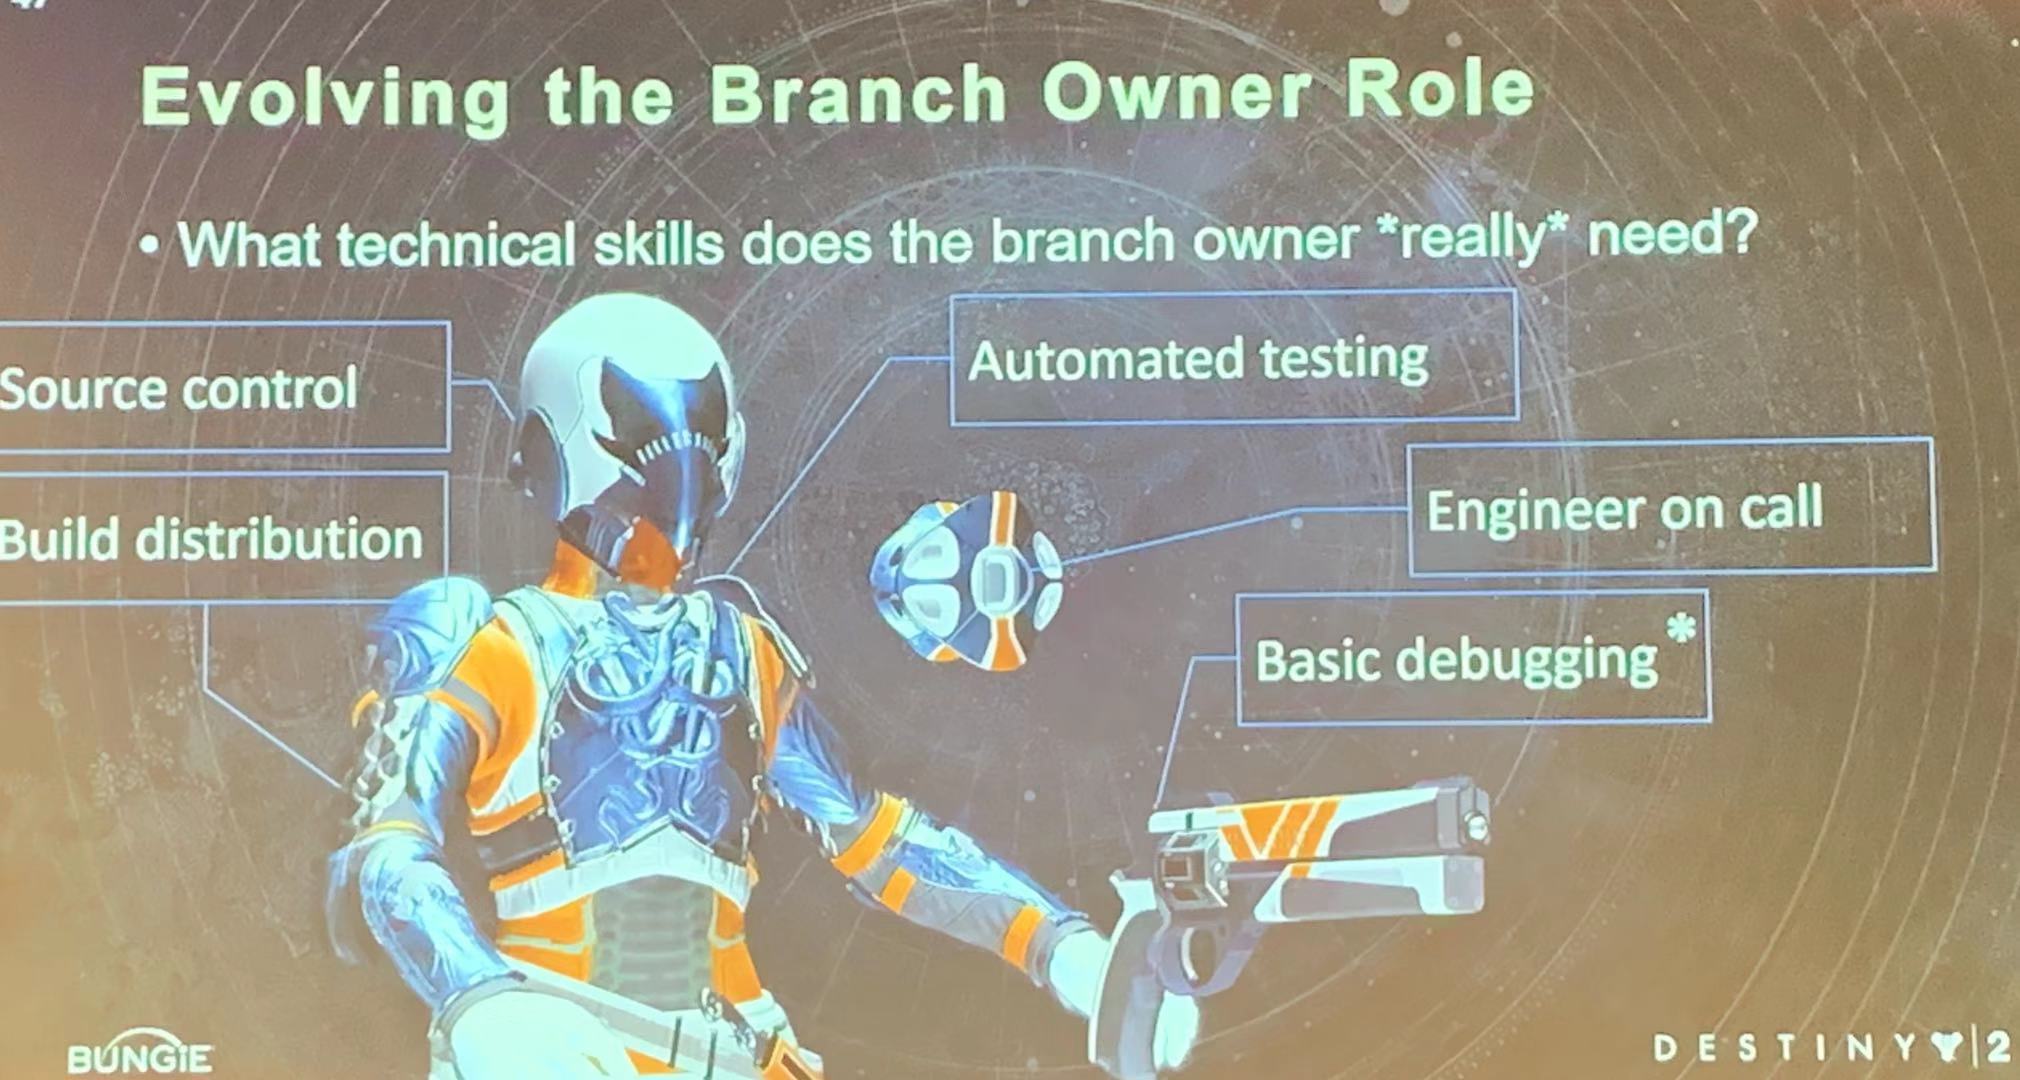 Evolving the Branch Owner Role
• What technical skills does the branch owner *really* need?
Source control
Automated testing
Build distribution
Engineer on call
Basic debugging*
BUNGiE
DESTINY 2